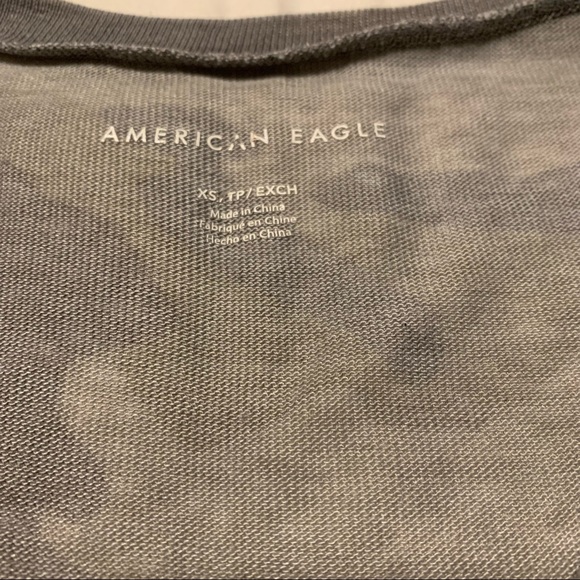 AMERICAN EAGLE
XS, TP/EXCH
Made in China
Fabriqué en Chine
Hecho en China